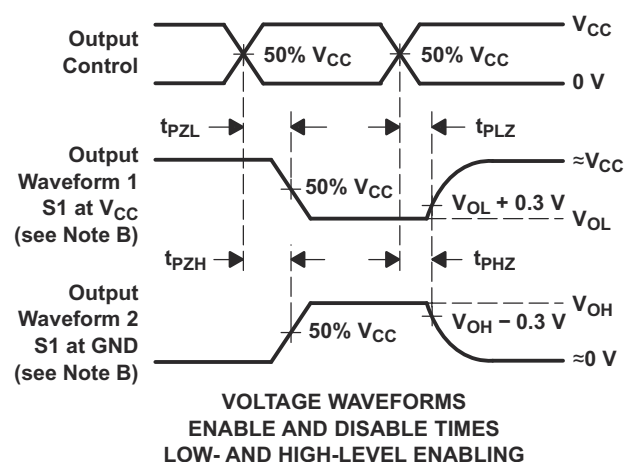 Output
Control
50% VCC
50% VCC
VCC
0 V
tPZL
tPLZ
Output
Waveform 1
S1 at VCC
(see Note B)
50% VCC
≈VCC
VOL + 0.3 V
VOL
tPZH
tPHZ
Output
Waveform 2
S1 at GND
(see Note B)
50% VCC
VOH
VOH − 0.3 V
≈0 V
VOLTAGE WAVEFORMS
ENABLE AND DISABLE TIMES
LOW- AND HIGH-LEVEL ENABLING